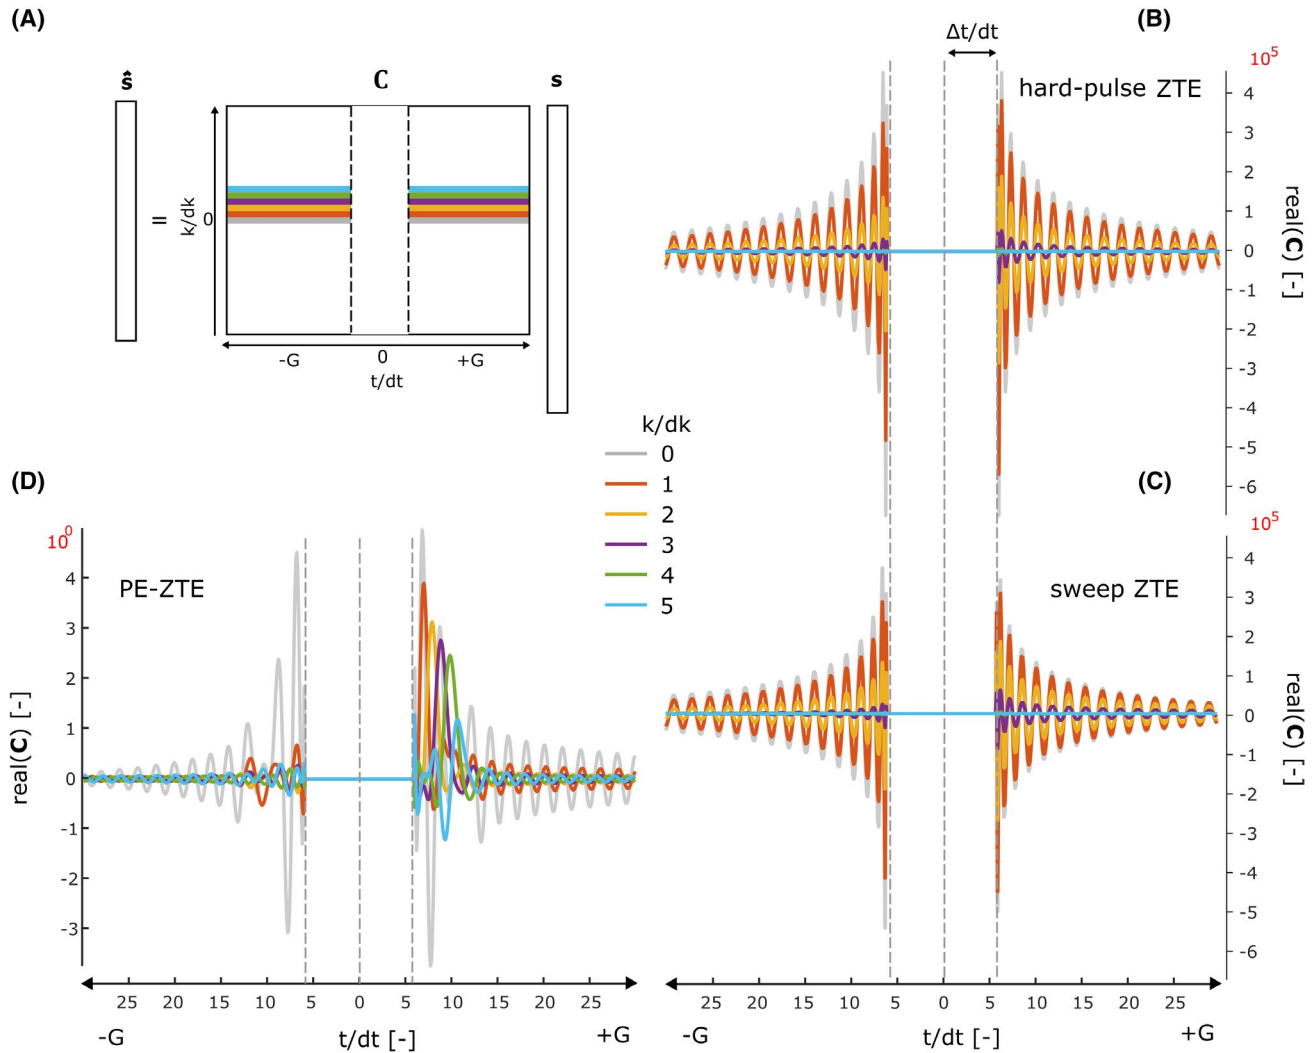 (A)
ŝ
C
s
=
k/dk
0
-G
0
+G
t/dt
(B)
Δt/dt
10^5
hard-pulse ZTE
4
3
2
1
0
-1
-2
-3
-4
-5
-6
real(C) [-]
k/dk
0
1
2
3
4
5
(C)
10^5
sweep ZTE
4
3
2
1
0
-1
-2
-3
-4
-5
-6
real(C) [-]
25 20 15 10 5 0 5 10 15 20 25
-G t/dt [-] +G
(D)
10^0
PE-ZTE
4
3
2
1
0
-1
-2
-3
real(C) [-]
25 20 15 10 5 0 5 10 15 20 25
-G t/dt [-] +G